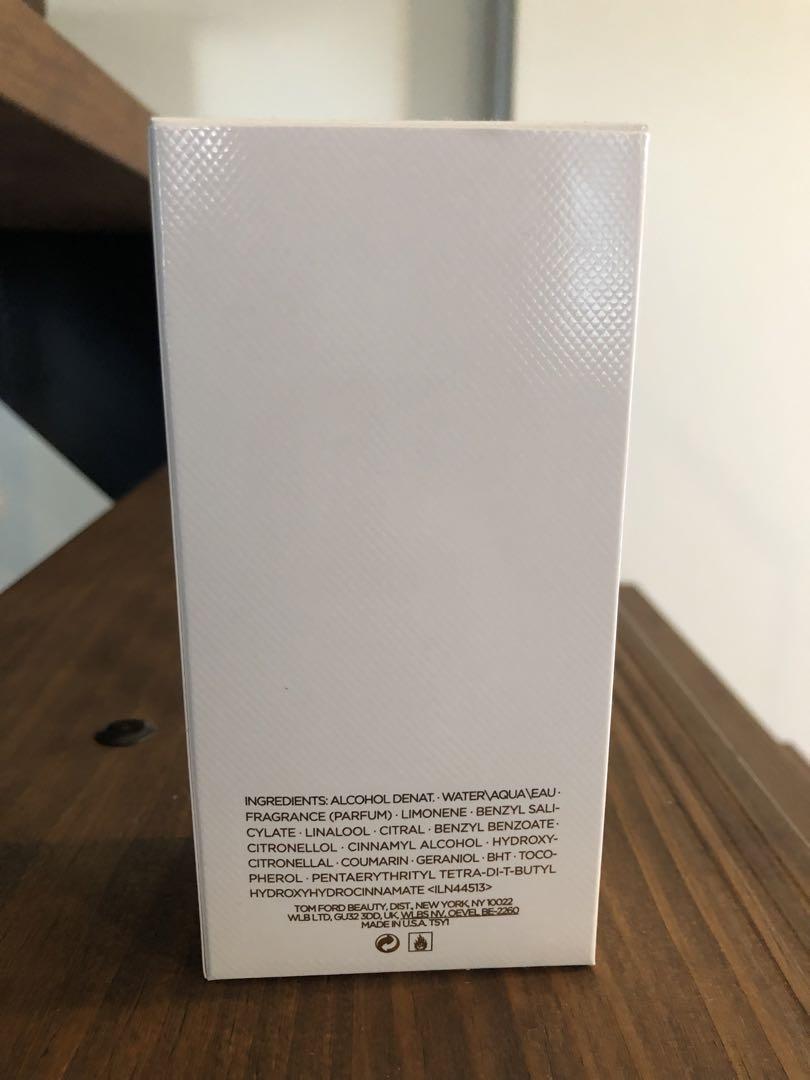 INGREDIENTS: ALCOHOL DENAT. · WATER\AQUA\EAU ·
FRAGRANCE (PARFUM) · LIMONENE · BENZYL SALI-
CYLATE · LINALOOL · CITRAL · BENZYL BENZOATE ·
CITRONELLOL · CINNAMYL ALCOHOL · HYDROXY-
CITRONELLAL · COUMARIN · GERANIOL · BHT · TOCO-
PHEROL · PENTAERYTHRITYL TETRA-DI-T-BUTYL
HYDROXYHYDROCINNAMATE <ILN44513>
TOM FORD BEAUTY, DIST., NEW YORK, NY 10022
WLB LTD, GU32 3DD, UK, WLBS NV, OEVEL BE-2260
MADE IN U.S.A. T5Y1